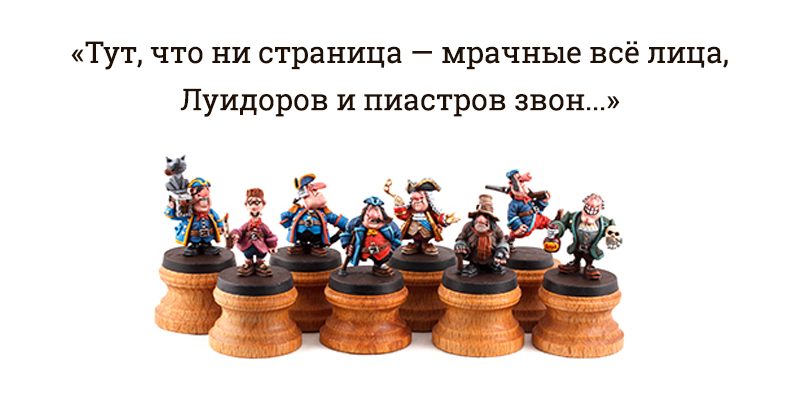 «Тут, что ни страница — мрачные всё лица,
Луидоров и пиастров звон...»